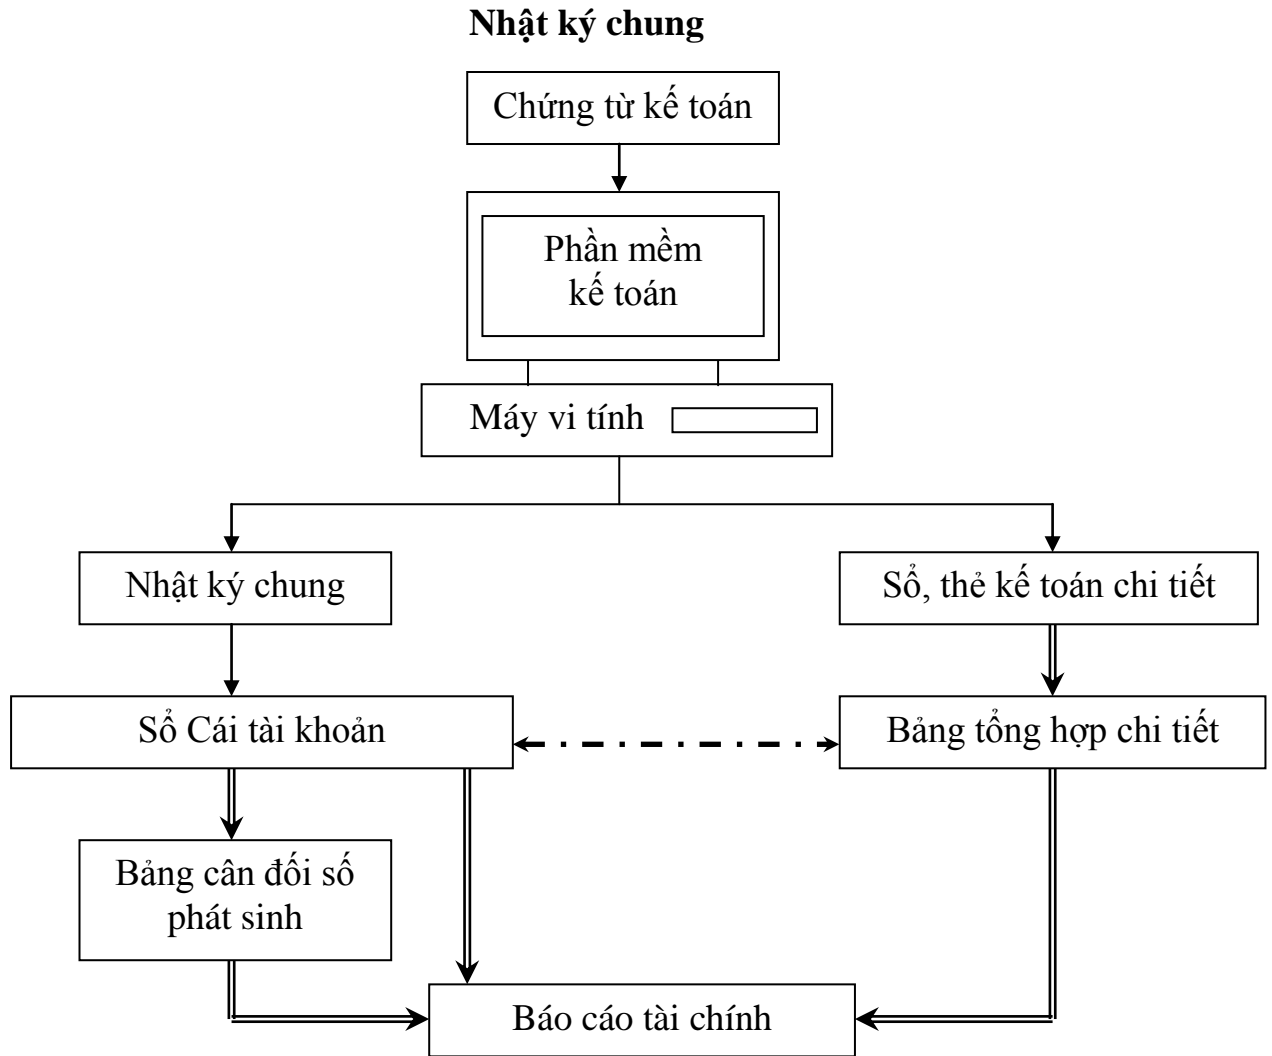 Nhật ký chung
Chứng từ kế toán
Phần mềm
kế toán
Máy vi tính
Nhật ký chung
Sổ, thẻ kế toán chi tiết
Sổ Cái tài khoản
Bảng tổng hợp chi tiết
Bảng cân đối số
phát sinh
Báo cáo tài chính